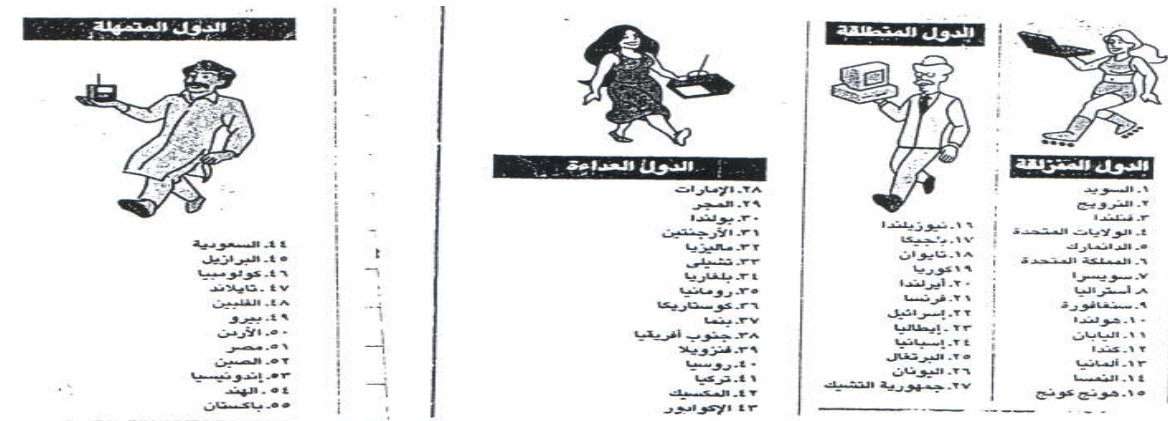 الدول المنزلقة
١. السويد
٢. النرويج
٣. فنلندا
٤. الولايات المتحدة
٥. الدانمارك
٦. المملكة المتحدة
٧. سويسرا
٨. أستراليا
٩. سنغافورة
١٠. هولندا
١١. اليابان
١٢. كندا
١٣. ألمانيا
١٤. النمسا
١٥. هونج كونج
الدول المنطلقة
١٦. نيوزيلندا
١٧. بلجيكا
١٨. تايوان
١٩ كوريا
٢٠. أيرلندا
٢١. فرنسا
٢٢. إسرائيل
٢٣. إيطاليا
٢٤. إسبانيا
٢٥. البرتغال
٢٦. اليونان
٢٧. جمهورية التشيك
الدول العداءة
٢٨. الإمارات
٢٩. المجر
٣٠. بولندا
٣١. الأرجنتين
٣٢. ماليزيا
٣٣. تشيلى
٣٤. بلغاريا
٣٥. رومانيا
٣٦. كوستاريكا
٣٧. بنما
٣٨. جنوب أفريقيا
٣٩. فنزويلا
٤٠. روسيا
٤١. تركيا
٤٢. المكسيك
٤٣ الإكوادور
الدول المتمهلة
٤٤. السعودية
٤٥. البرازيل
٤٦. كولومبيا
٤٧. تايلاند
٤٨. الفلبين
٤٩. بيرو
٥٠. الأردن
٥١. مصر
٥٢. الصين
٥٣. إندونيسيا
٥٤. الهند
٥٥. باكستان